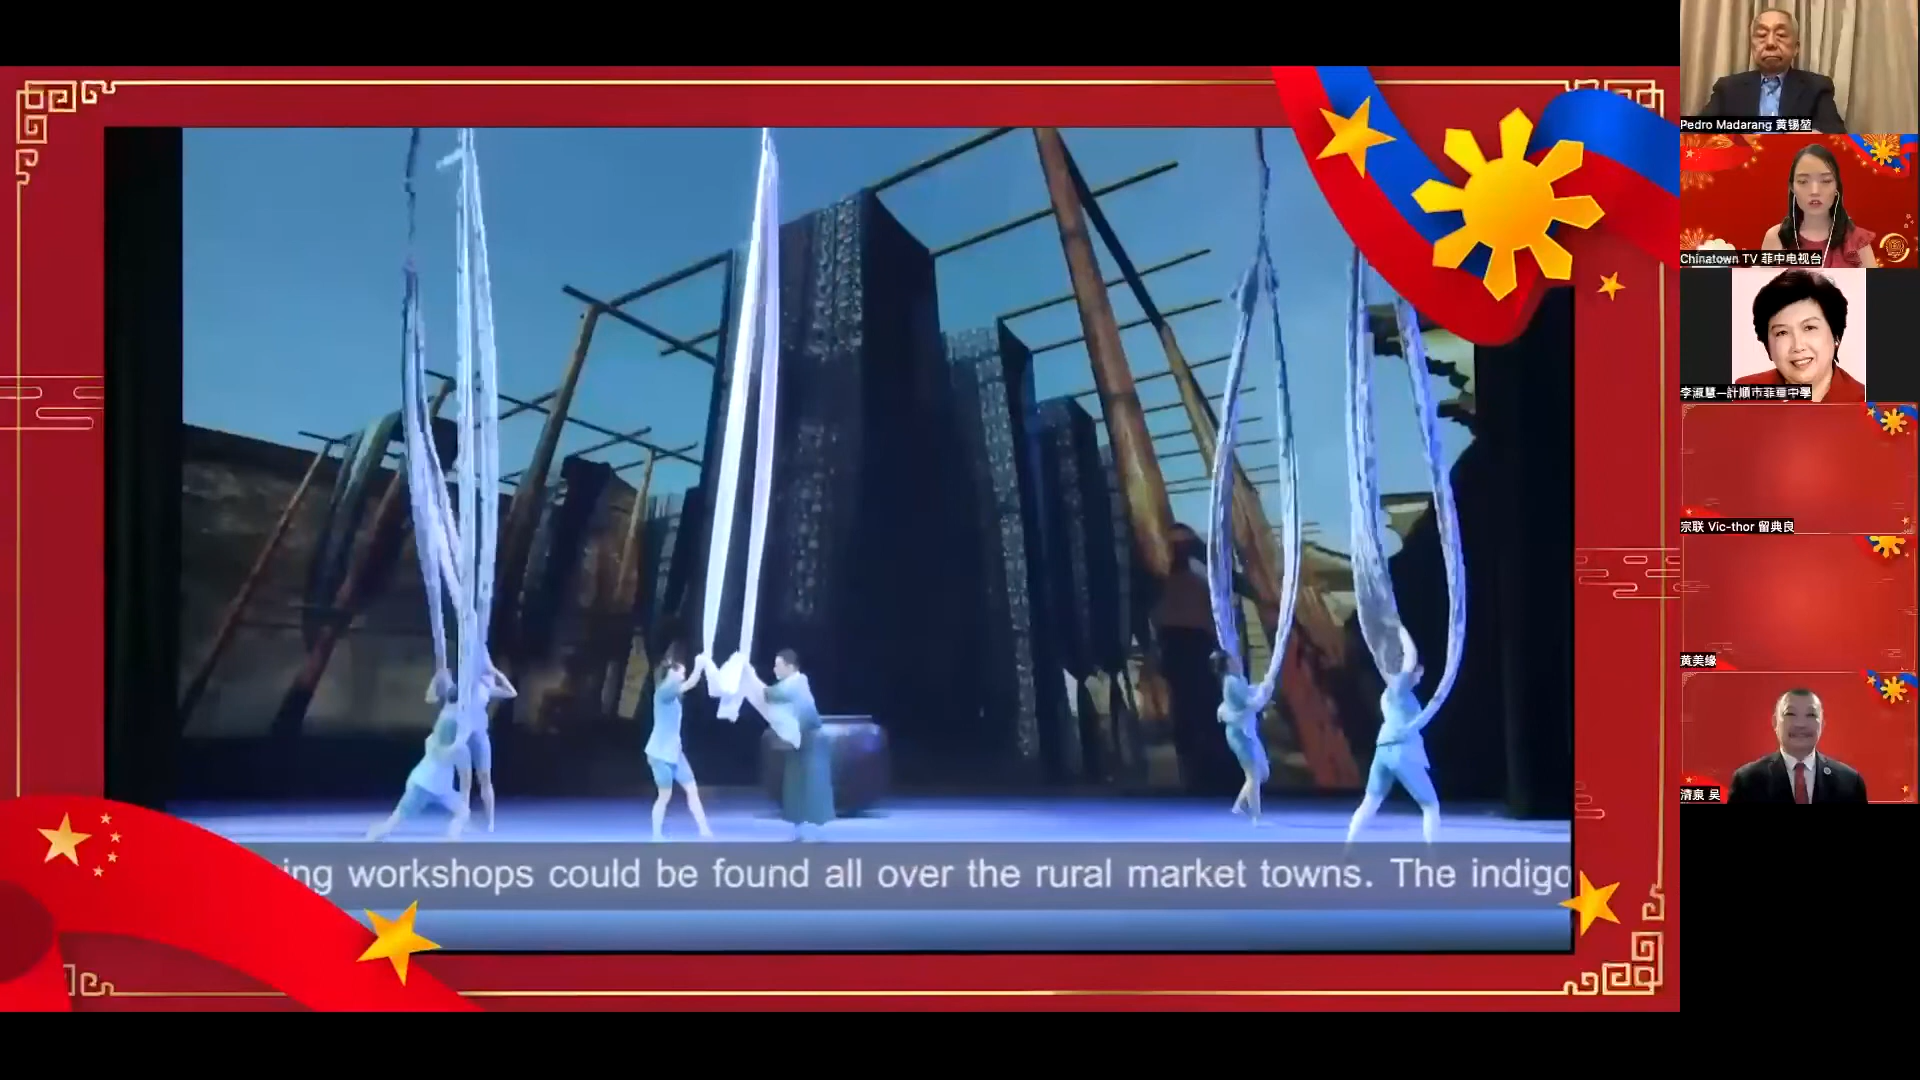 ing workshops could be found all over the rural market towns. The indigo
Pedro Madarang 黄锡堃
Chinatown TV 菲中电视台
李淑慧—計順市菲華中學
宗联 Vic-thor 留典良
黄美缘
清泉 吴